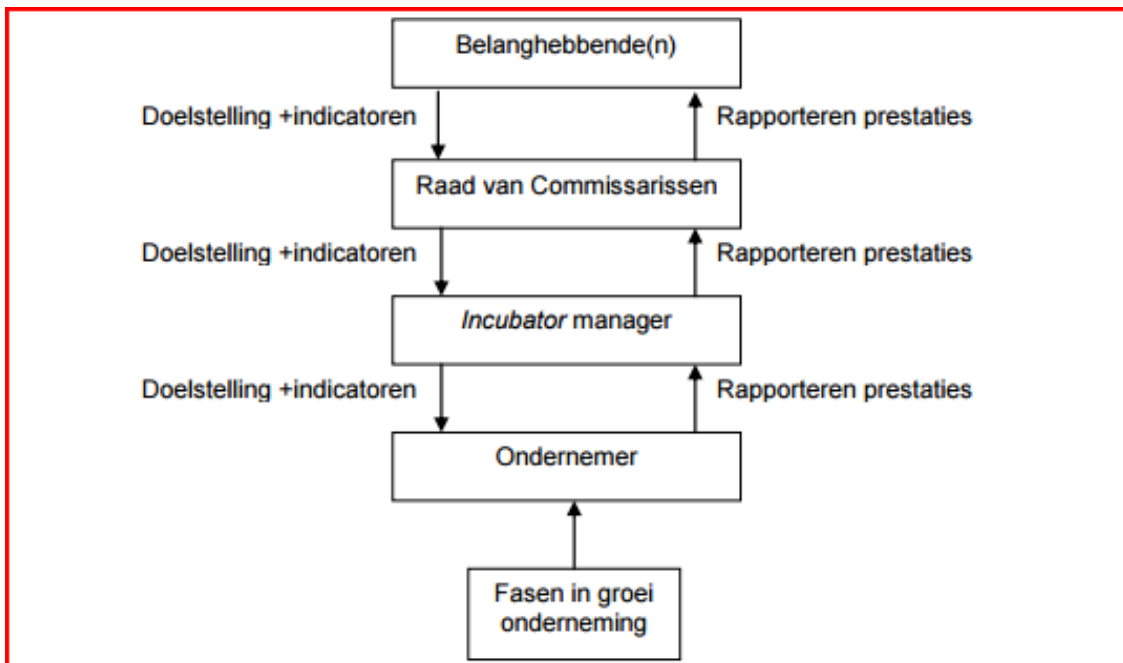 Belanghebbende(n)
Doelstelling +indicatoren
Rapporteren prestaties
Raad van Commissarissen
Doelstelling +indicatoren
Rapporteren prestaties
Incubator manager
Doelstelling +indicatoren
Rapporteren prestaties
Ondernemer
Fasen in groei
onderneming